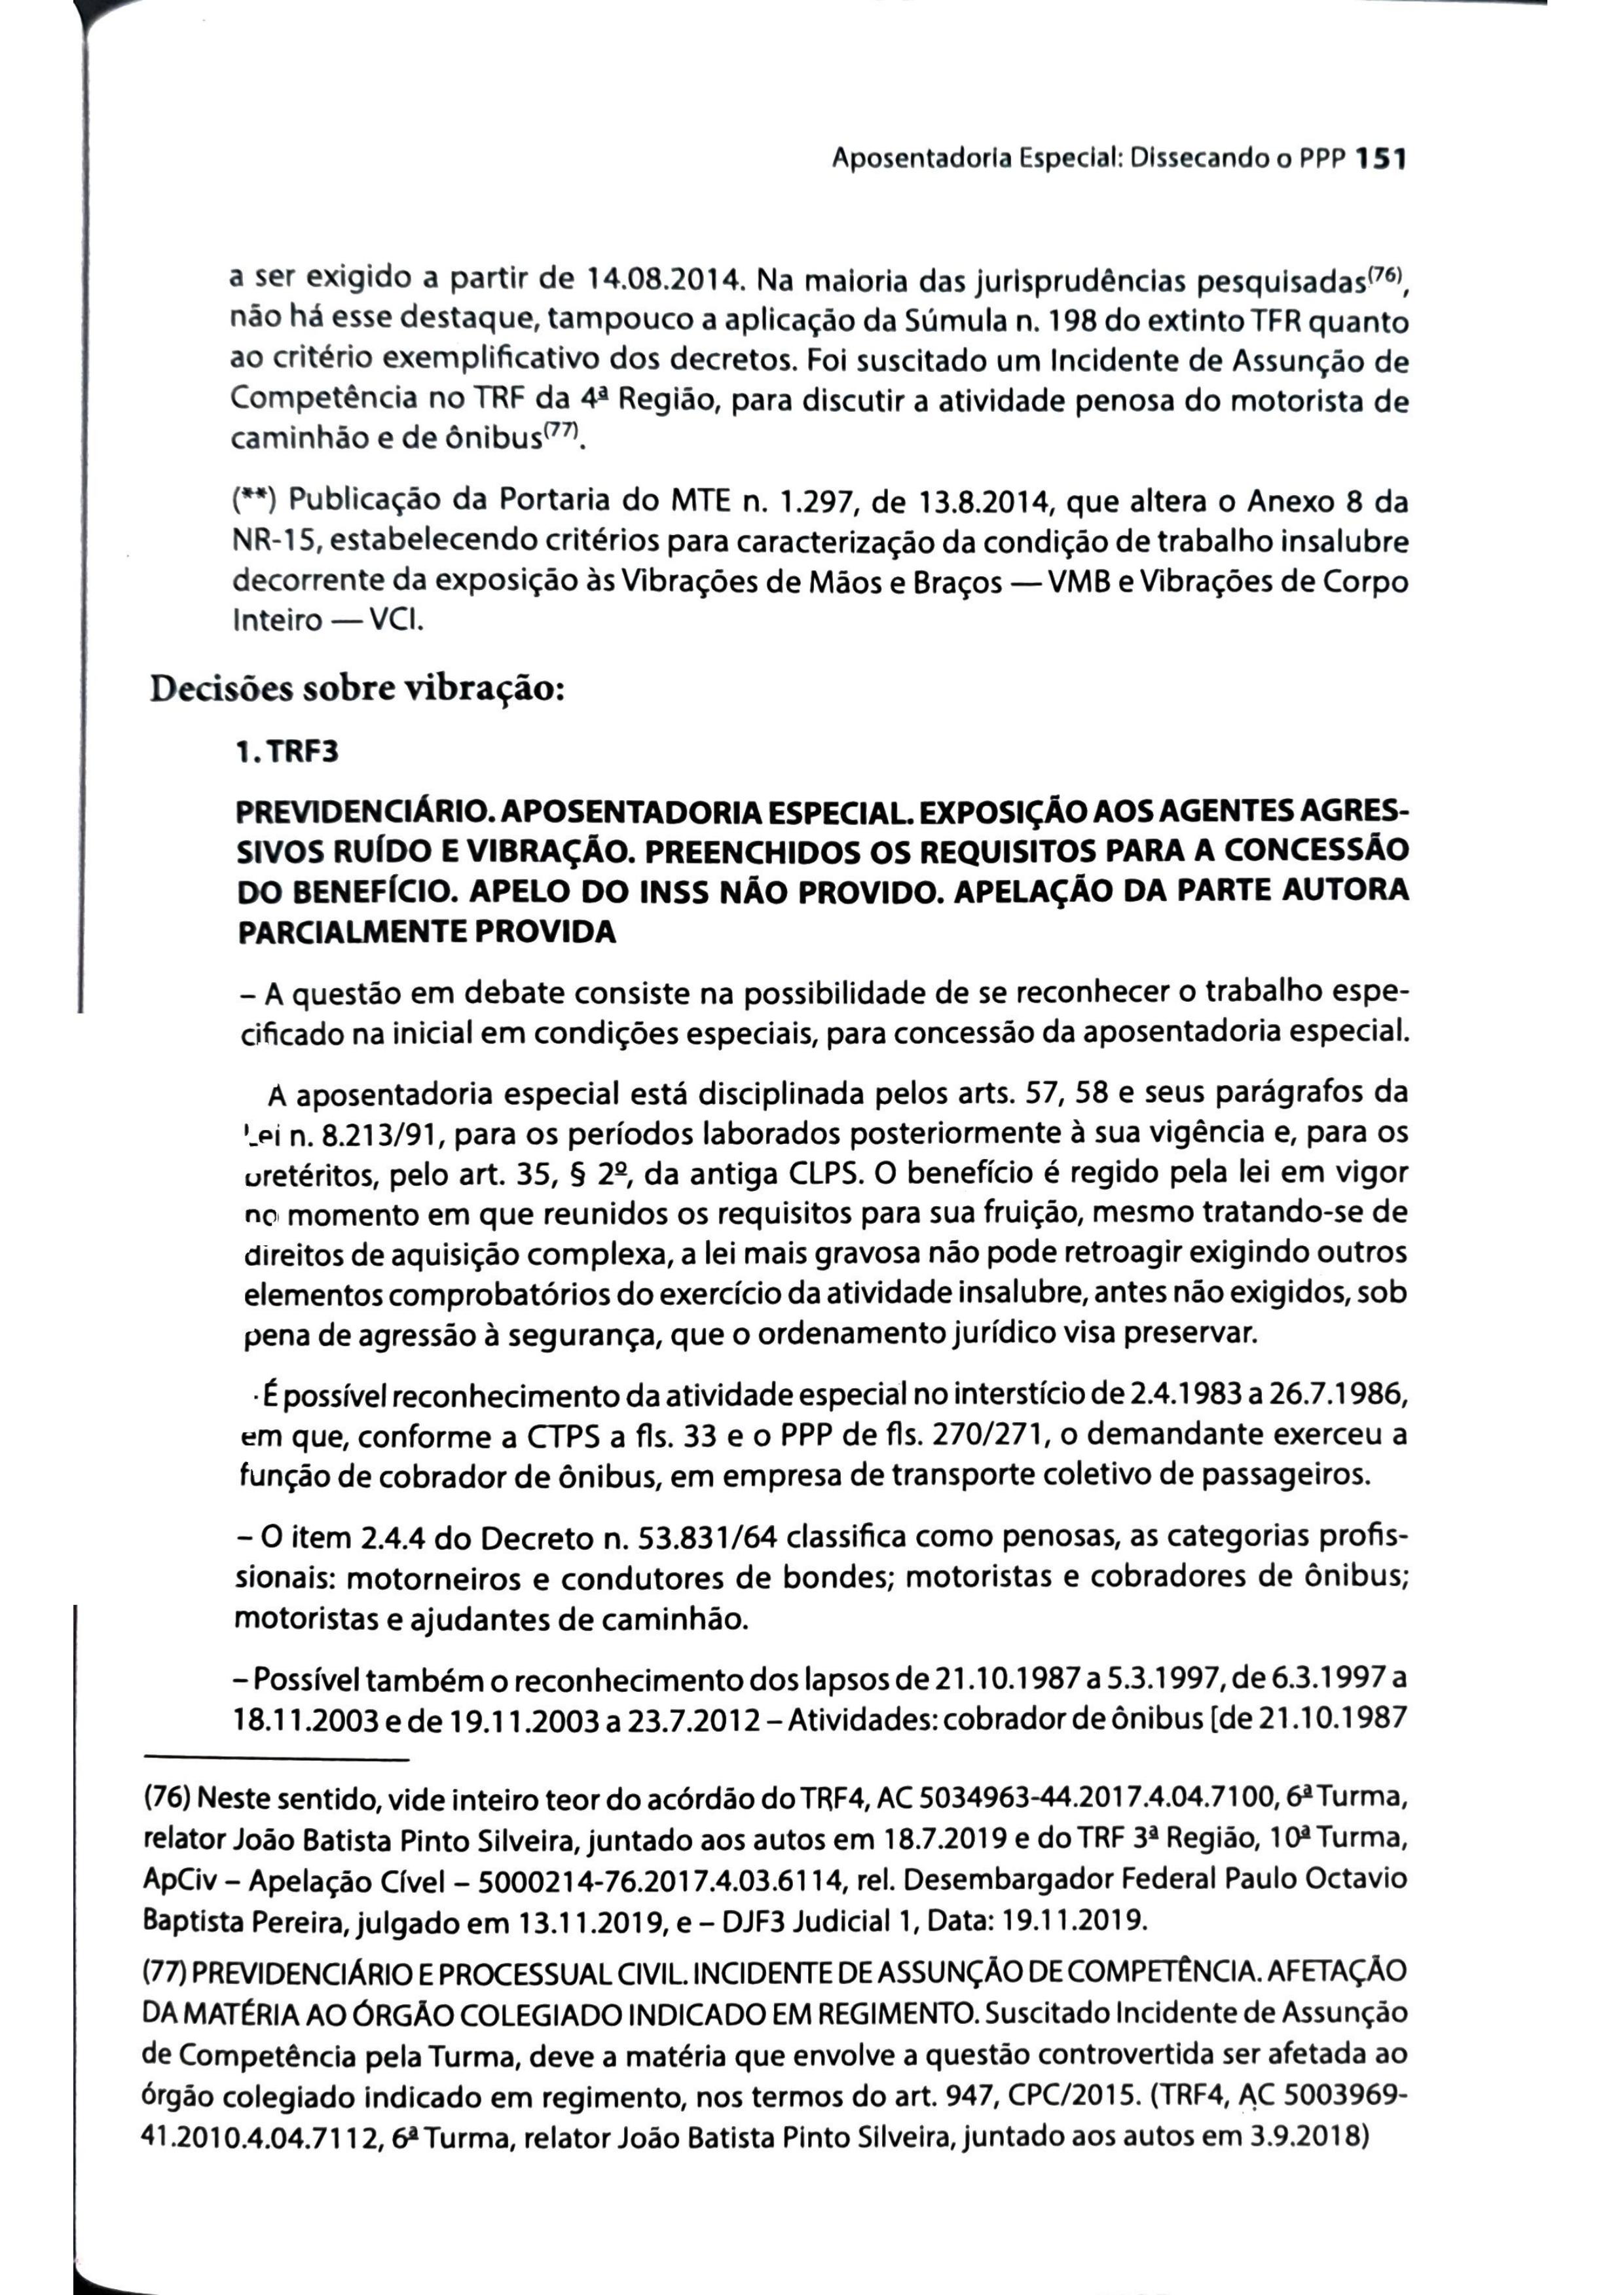 Aposentadoria Especial: Dissecando o PPP 151
a ser exigido a partir de 14.08.2014. Na maioria das jurisprudências pesquisadas(76),
não há esse destaque, tampouco a aplicação da Súmula n. 198 do extinto TFR quanto
ao critério exemplificativo dos decretos. Foi suscitado um Incidente de Assunção de
Competência no TRF da 4ª Região, para discutir a atividade penosa do motorista de
caminhão e de ônibus(77).
(**) Publicação da Portaria do MTE n. 1.297, de 13.8.2014, que altera o Anexo 8 da
NR-15, estabelecendo critérios para caracterização da condição de trabalho insalubre
decorrente da exposição às Vibrações de Mãos e Braços — VMB e Vibrações de Corpo
Inteiro — VCI.
Decisões sobre vibração:
1. TRF3
PREVIDENCIÁRIO. APOSENTADORIA ESPECIAL. EXPOSIÇÃO AOS AGENTES AGRES-
SIVOS RUÍDO E VIBRAÇÃO. PREENCHIDOS OS REQUISITOS PARA A CONCESSÃO
DO BENEFÍCIO. APELO DO INSS NÃO PROVIDO. APELAÇÃO DA PARTE AUTORA
PARCIALMENTE PROVIDA
– A questão em debate consiste na possibilidade de se reconhecer o trabalho espe-
cificado na inicial em condições especiais, para concessão da aposentadoria especial.
A aposentadoria especial está disciplinada pelos arts. 57, 58 e seus parágrafos da
Lei n. 8.213/91, para os períodos laborados posteriormente à sua vigência e, para os
pretéritos, pelo art. 35, § 2º, da antiga CLPS. O benefício é regido pela lei em vigor
no momento em que reunidos os requisitos para sua fruição, mesmo tratando-se de
direitos de aquisição complexa, a lei mais gravosa não pode retroagir exigindo outros
elementos comprobatórios do exercício da atividade insalubre, antes não exigidos, sob
pena de agressão à segurança, que o ordenamento jurídico visa preservar.
· É possível reconhecimento da atividade especial no interstício de 2.4.1983 a 26.7.1986,
em que, conforme a CTPS a fls. 33 e o PPP de fls. 270/271, o demandante exerceu a
função de cobrador de ônibus, em empresa de transporte coletivo de passageiros.
– O item 2.4.4 do Decreto n. 53.831/64 classifica como penosas, as categorias profis-
sionais: motorneiros e condutores de bondes; motoristas e cobradores de ônibus;
motoristas e ajudantes de caminhão.
– Possível também o reconhecimento dos lapsos de 21.10.1987 a 5.3.1997, de 6.3.1997 a
18.11.2003 e de 19.11.2003 a 23.7.2012 – Atividades: cobrador de ônibus [de 21.10.1987
(76) Neste sentido, vide inteiro teor do acórdão do TRF4, AC 5034963-44.2017.4.04.7100, 6ª Turma,
relator João Batista Pinto Silveira, juntado aos autos em 18.7.2019 e do TRF 3ª Região, 10ª Turma,
ApCiv – Apelação Cível – 5000214-76.2017.4.03.6114, rel. Desembargador Federal Paulo Octavio
Baptista Pereira, julgado em 13.11.2019, e – DJF3 Judicial 1, Data: 19.11.2019.
(77) PREVIDENCIÁRIO E PROCESSUAL CIVIL. INCIDENTE DE ASSUNÇÃO DE COMPETÊNCIA. AFETAÇÃO
DA MATÉRIA AO ÓRGÃO COLEGIADO INDICADO EM REGIMENTO. Suscitado Incidente de Assunção
de Competência pela Turma, deve a matéria que envolve a questão controvertida ser afetada ao
órgão colegiado indicado em regimento, nos termos do art. 947, CPC/2015. (TRF4, AC 5003969-
41.2010.4.04.7112, 6ª Turma, relator João Batista Pinto Silveira, juntado aos autos em 3.9.2018)